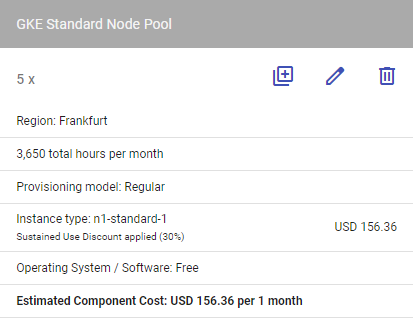 GKE Standard Node Pool
5 x
Region: Frankfurt
3,650 total hours per month
Provisioning model: Regular
Instance type: n1-standard-1
USD 156.36
Sustained Use Discount applied (30%)
Operating System / Software: Free
Estimated Component Cost: USD 156.36 per 1 month